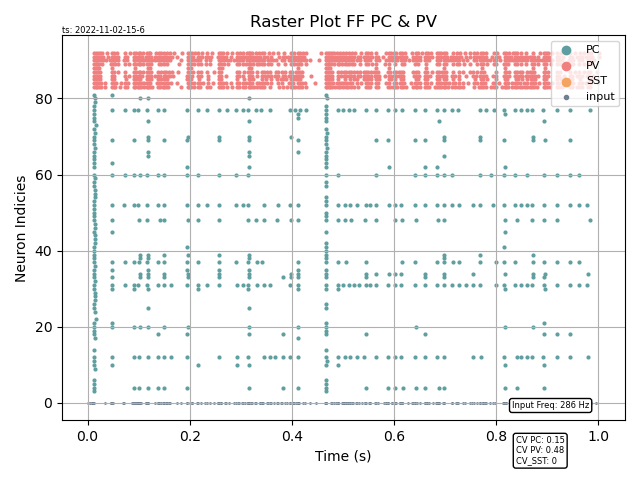 Raster Plot FF PC & PV
ts: 2022-11-02-15-6
PC
PV
SST
input
80
60
40
20
0
Neuron Indicies
Input Freq: 286 Hz
0.0 0.2 0.4 0.6 0.8 1.0
Time (s)
CV PC: 0.15
CV PV: 0.48
CV_SST: 0